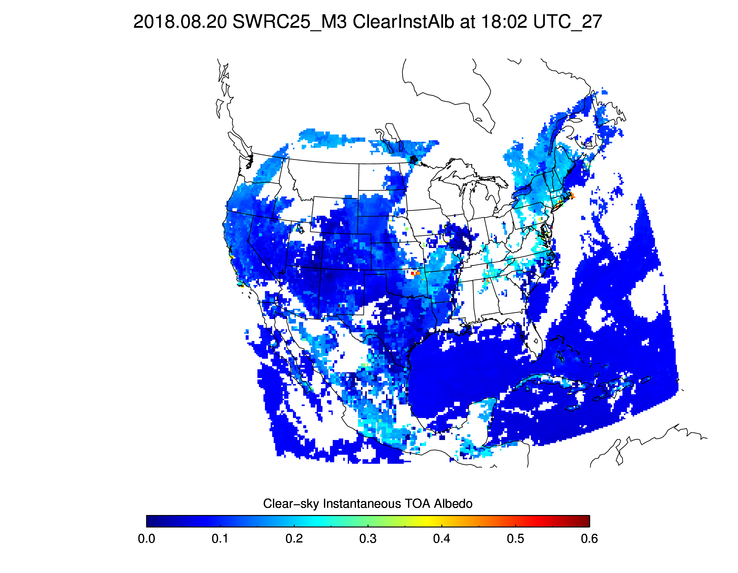 2018.08.20 SWRC25_M3 ClearInstAlb at 18:02 UTC_27
Clear-sky Instantaneous TOA Albedo
0.0 0.1 0.2 0.3 0.4 0.5 0.6